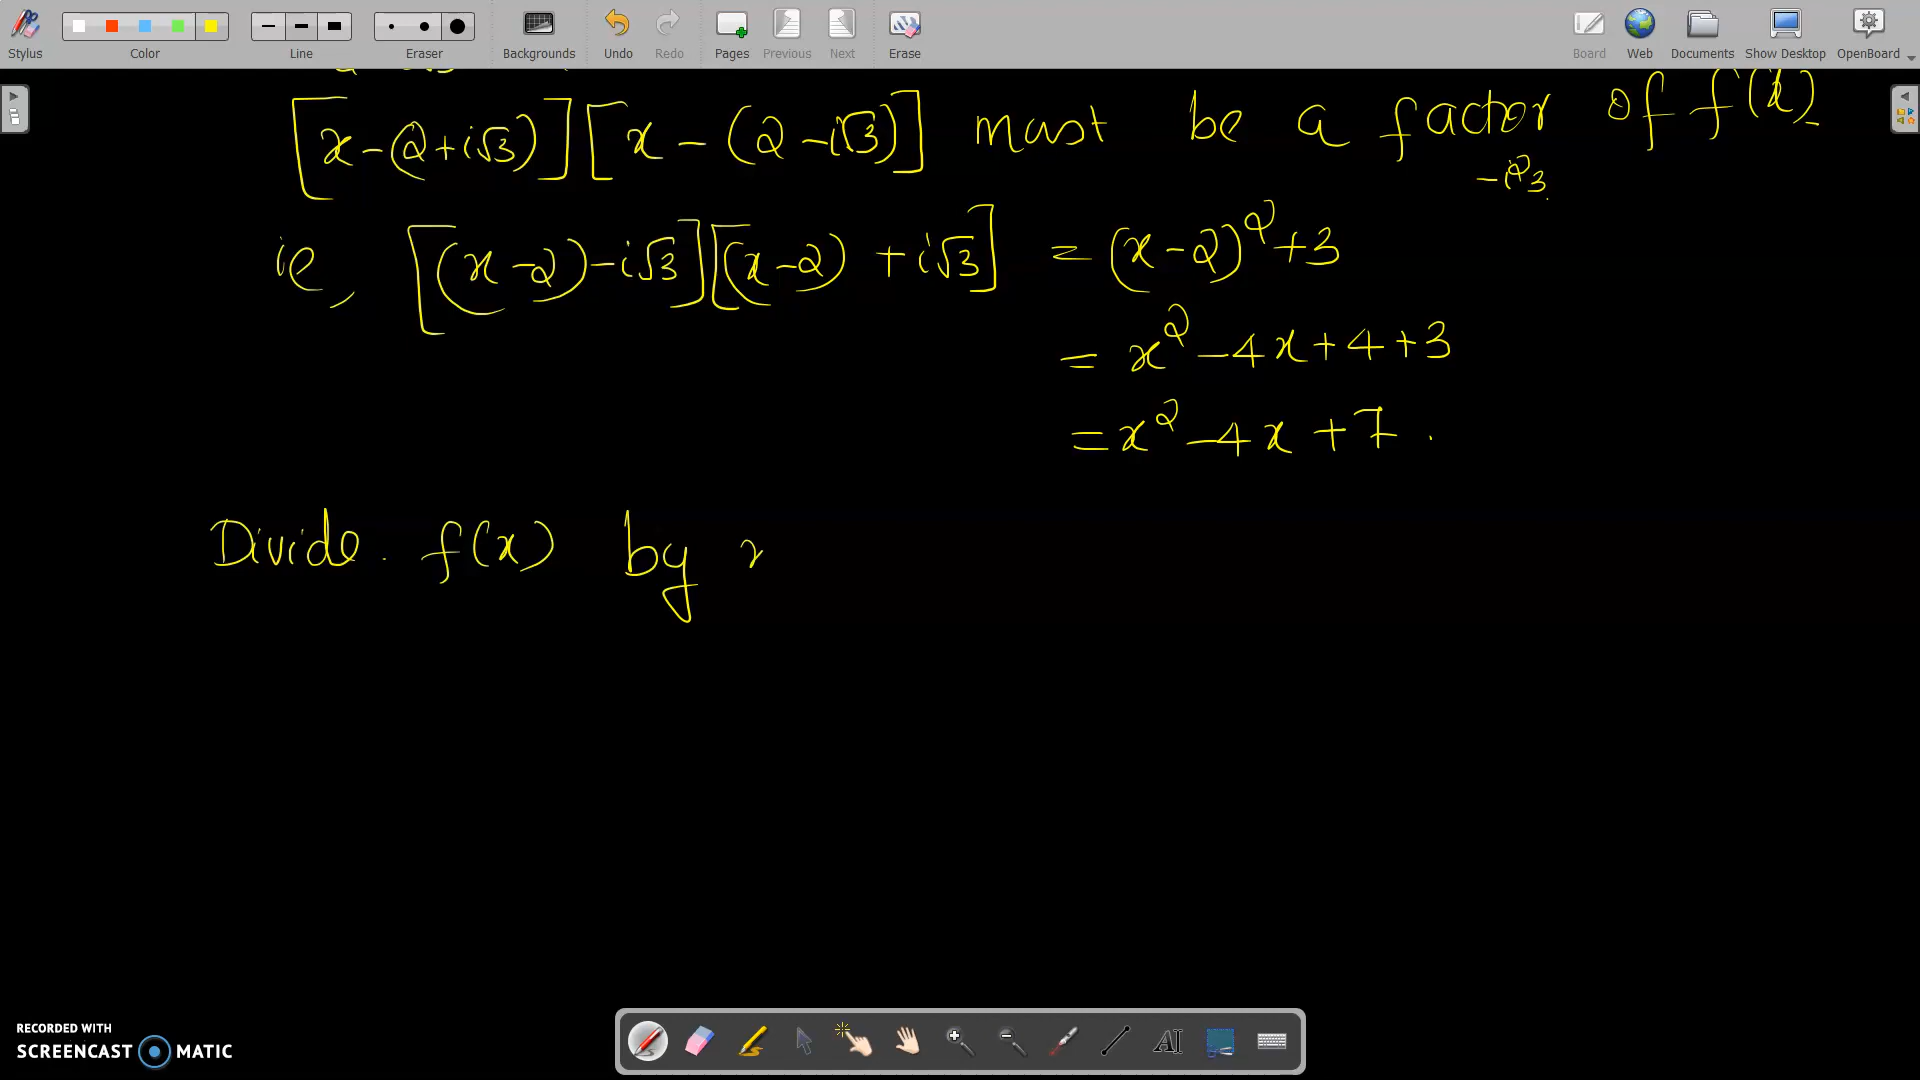 Stylus Color Line Eraser Backgrounds Undo Redo Pages Previous Next Erase Board Web Documents Show Desktop OpenBoard
[x-(2+i√3)][x-(2-i√3)] must be a factor of f(x)
-i²3
ie, [(x-2)-i√3][(x-2)+i√3] = (x-2)²+3
= x²-4x+4+3
= x²-4x+7.
Divide. f(x) by
RECORDED WITH
SCREENCAST MATIC